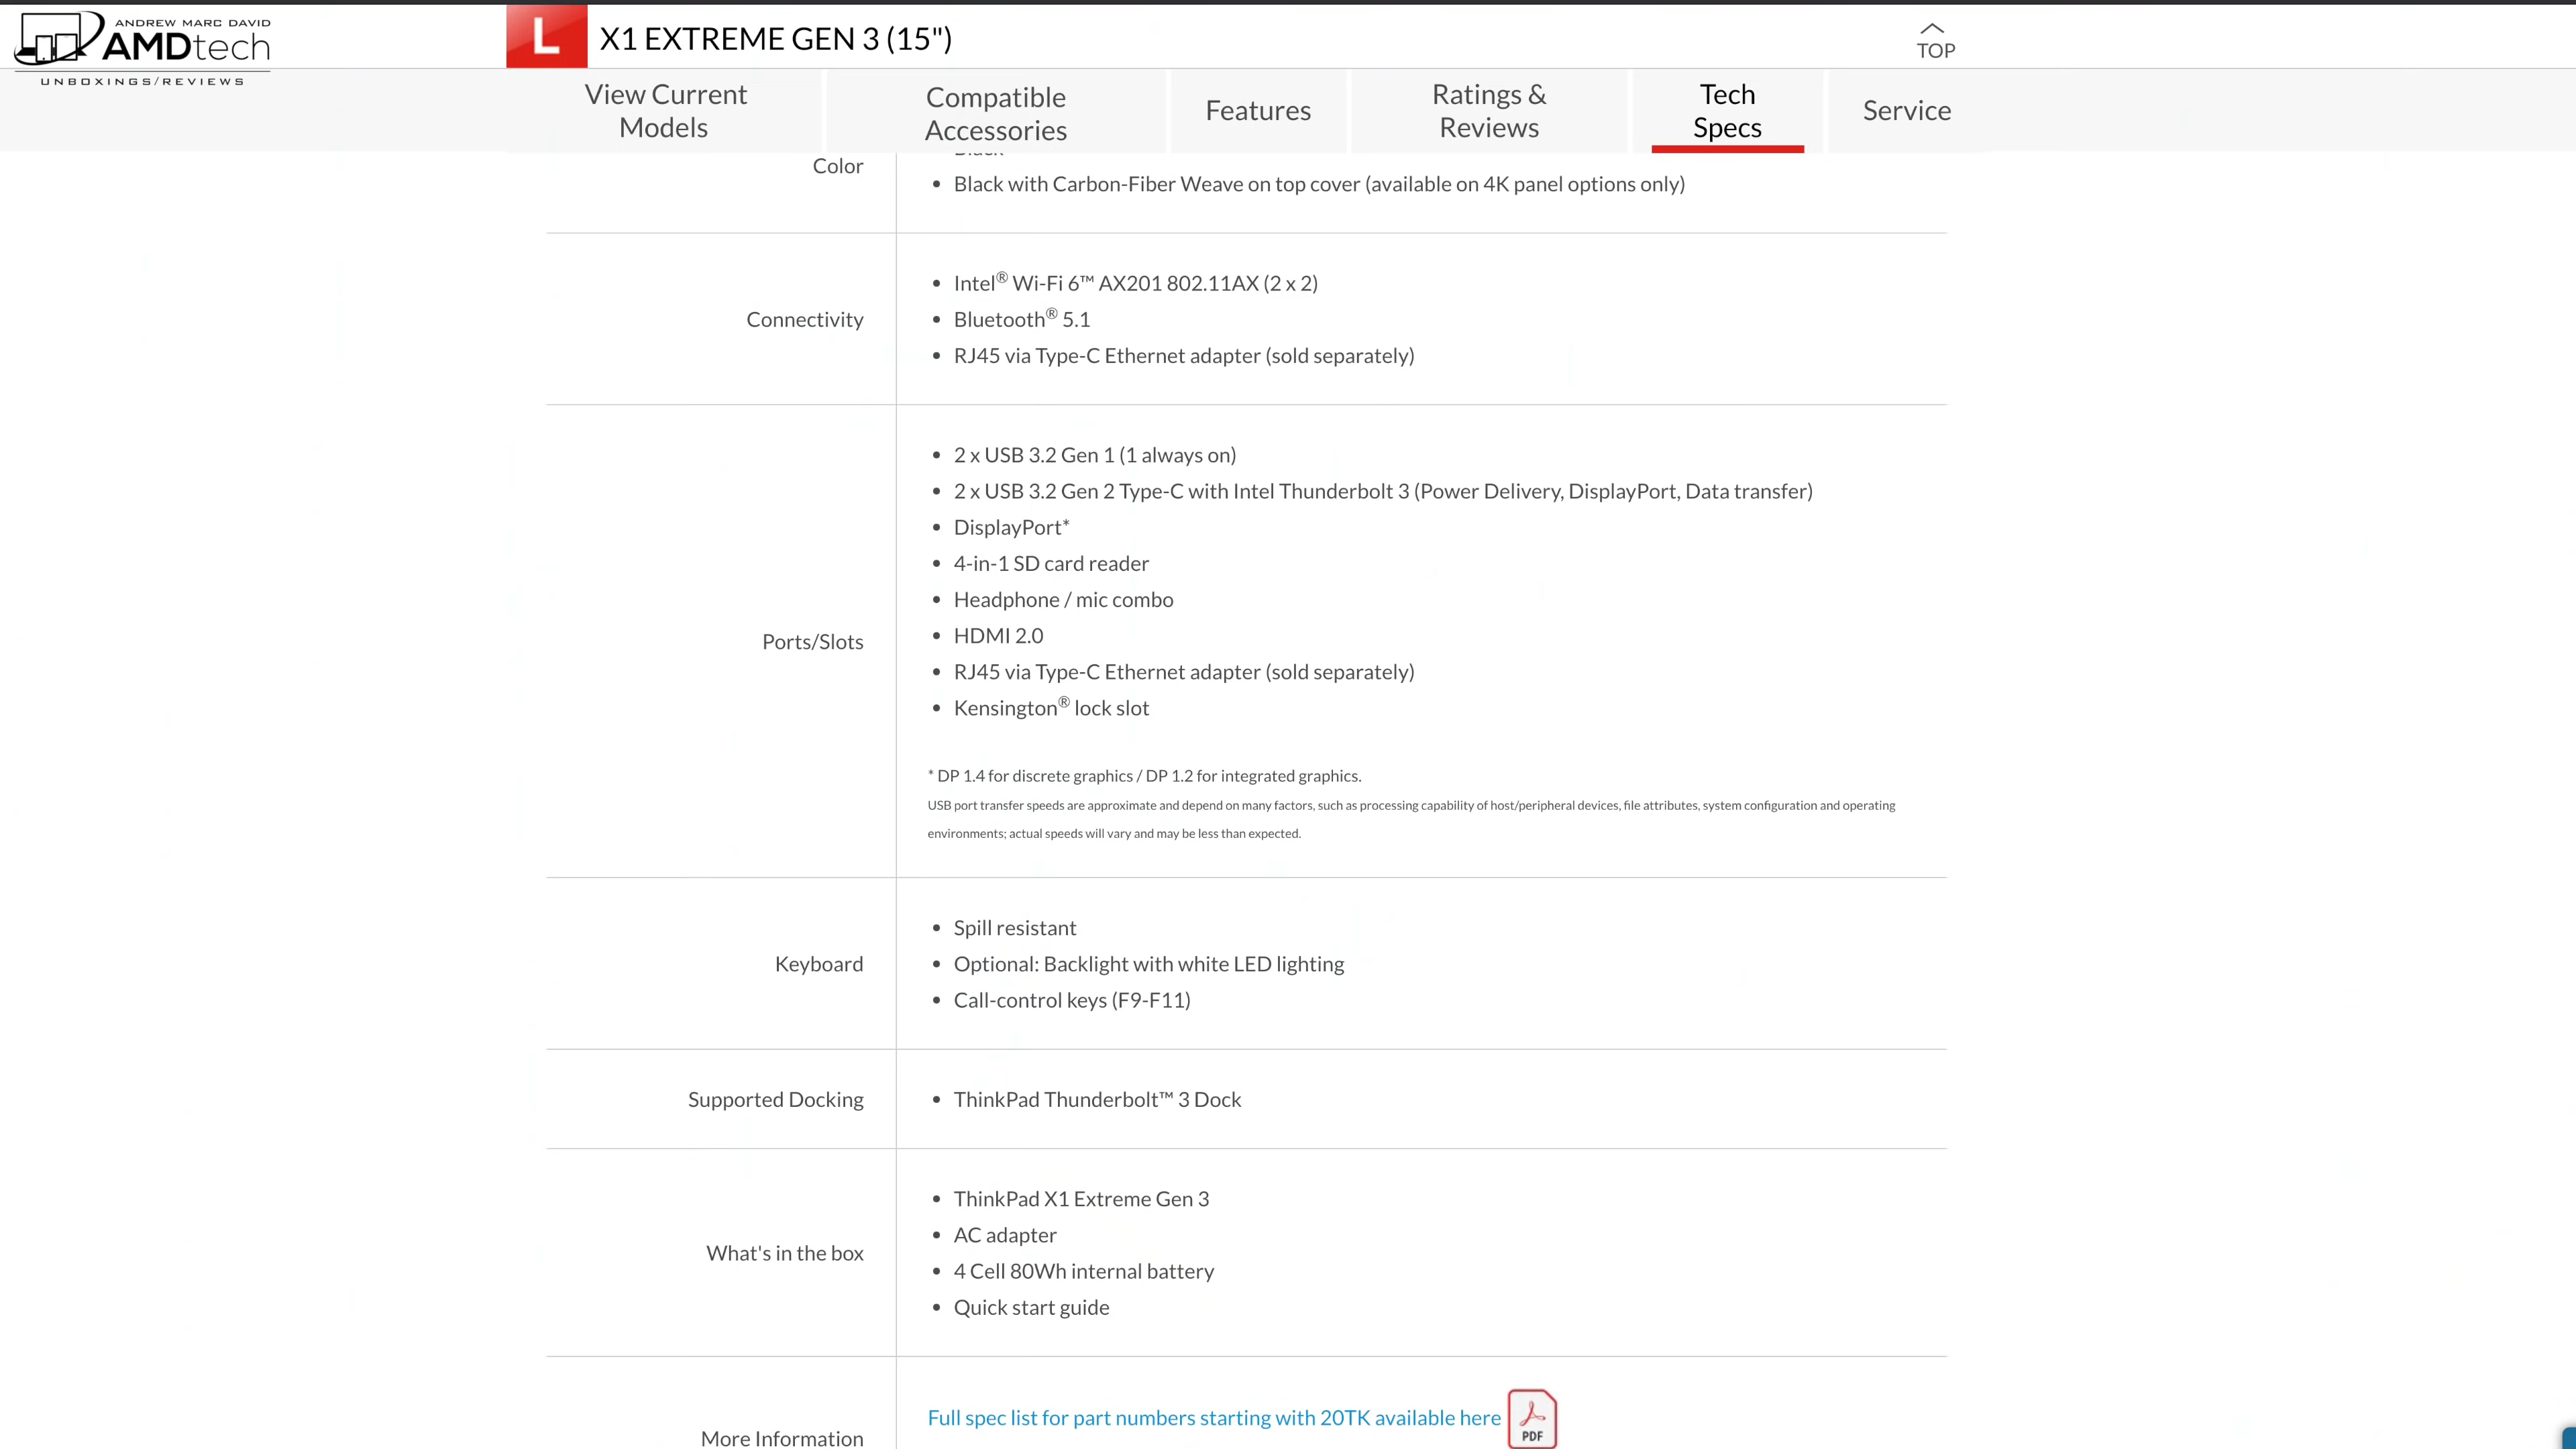 ANDREW MARC DAVID
AMDtech
UNBOXINGS/REVIEWS
L
X1 EXTREME GEN 3 (15")
TOP
View Current
Models
Compatible
Accessories
Features
Ratings &
Reviews
Tech
Specs
Service
Color
• Black with Carbon-Fiber Weave on top cover (available on 4K panel options only)
Connectivity
• Intel® Wi-Fi 6™ AX201 802.11AX (2 x 2)
• Bluetooth® 5.1
• RJ45 via Type-C Ethernet adapter (sold separately)
Ports/Slots
• 2 x USB 3.2 Gen 1 (1 always on)
• 2 x USB 3.2 Gen 2 Type-C with Intel Thunderbolt 3 (Power Delivery, DisplayPort, Data transfer)
• DisplayPort*
• 4-in-1 SD card reader
• Headphone / mic combo
• HDMI 2.0
• RJ45 via Type-C Ethernet adapter (sold separately)
• Kensington® lock slot
* DP 1.4 for discrete graphics / DP 1.2 for integrated graphics.
USB port transfer speeds are approximate and depend on many factors, such as processing capability of host/peripheral devices, file attributes, system configuration and operating
environments; actual speeds will vary and may be less than expected.
Keyboard
• Spill resistant
• Optional: Backlight with white LED lighting
• Call-control keys (F9-F11)
Supported Docking
• ThinkPad Thunderbolt™ 3 Dock
What's in the box
• ThinkPad X1 Extreme Gen 3
• AC adapter
• 4 Cell 80Wh internal battery
• Quick start guide
More Information
Full spec list for part numbers starting with 20TK available here
PDF